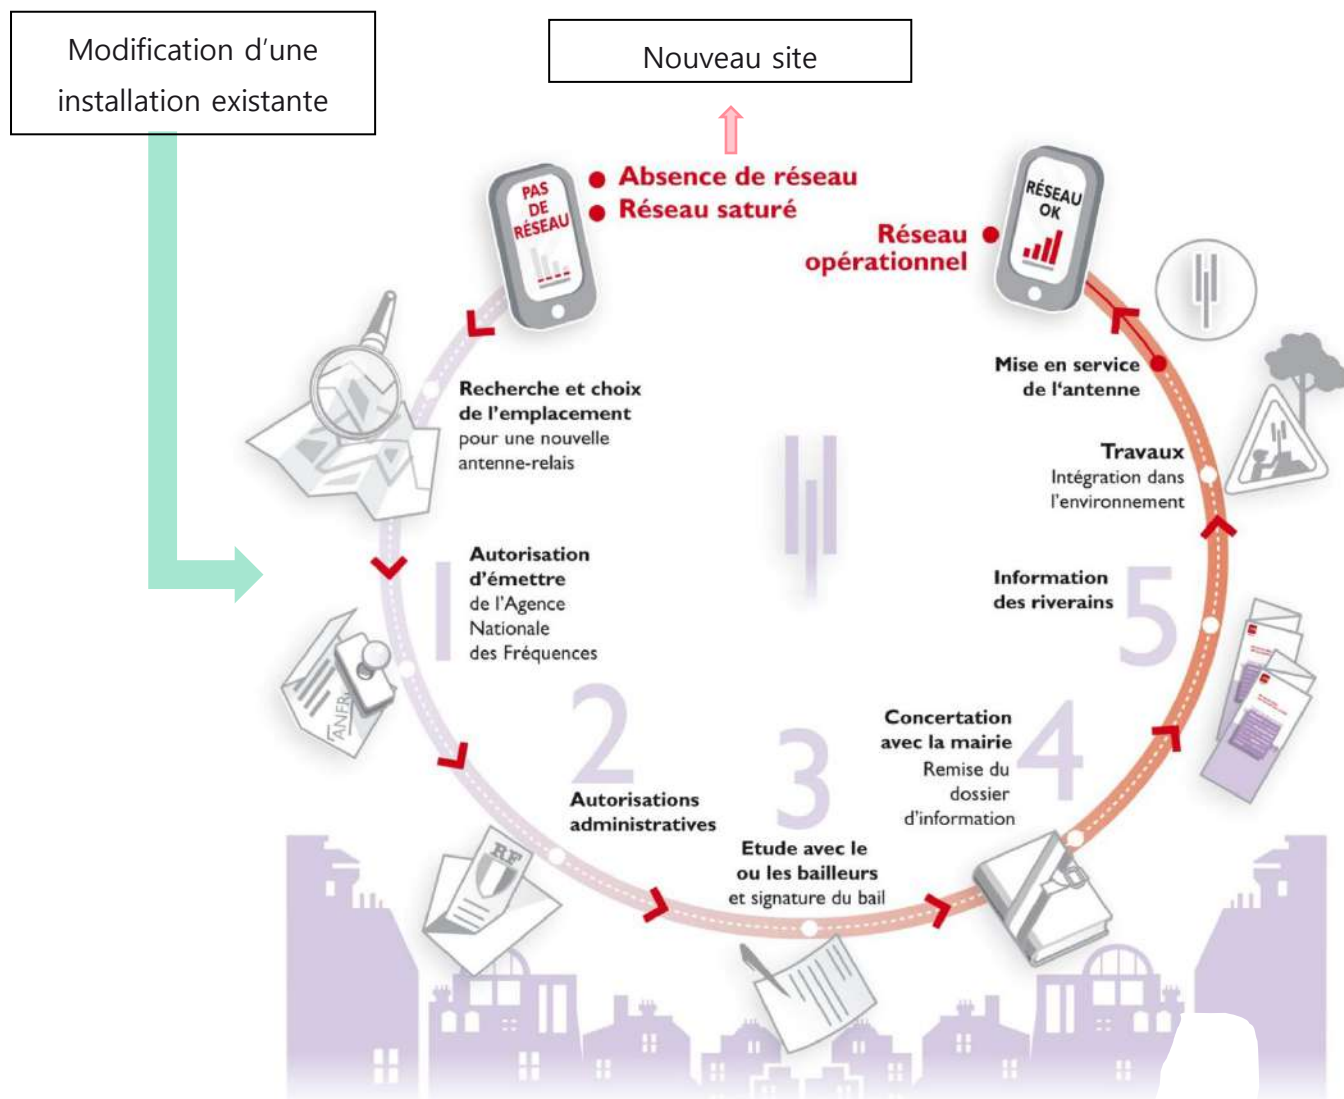 Modification d'une
installation existante
Nouveau site
PAS
DE
RÉSEAU
Absence de réseau
Réseau saturé
RÉSEAU
OK
Réseau
opérationnel
Recherche et choix
de l'emplacement
pour une nouvelle
antenne-relais
1
Autorisation
d'émettre
de l'Agence
Nationale
des Fréquences
ANFR
2
Autorisations
administratives
RF
3
Etude avec le
ou les bailleurs
et signature du bail
4
Concertation
avec la mairie
Remise du
dossier
d'information
5
Information
des riverains
Travaux
Intégration dans
l'environnement
Mise en service
de l'antenne